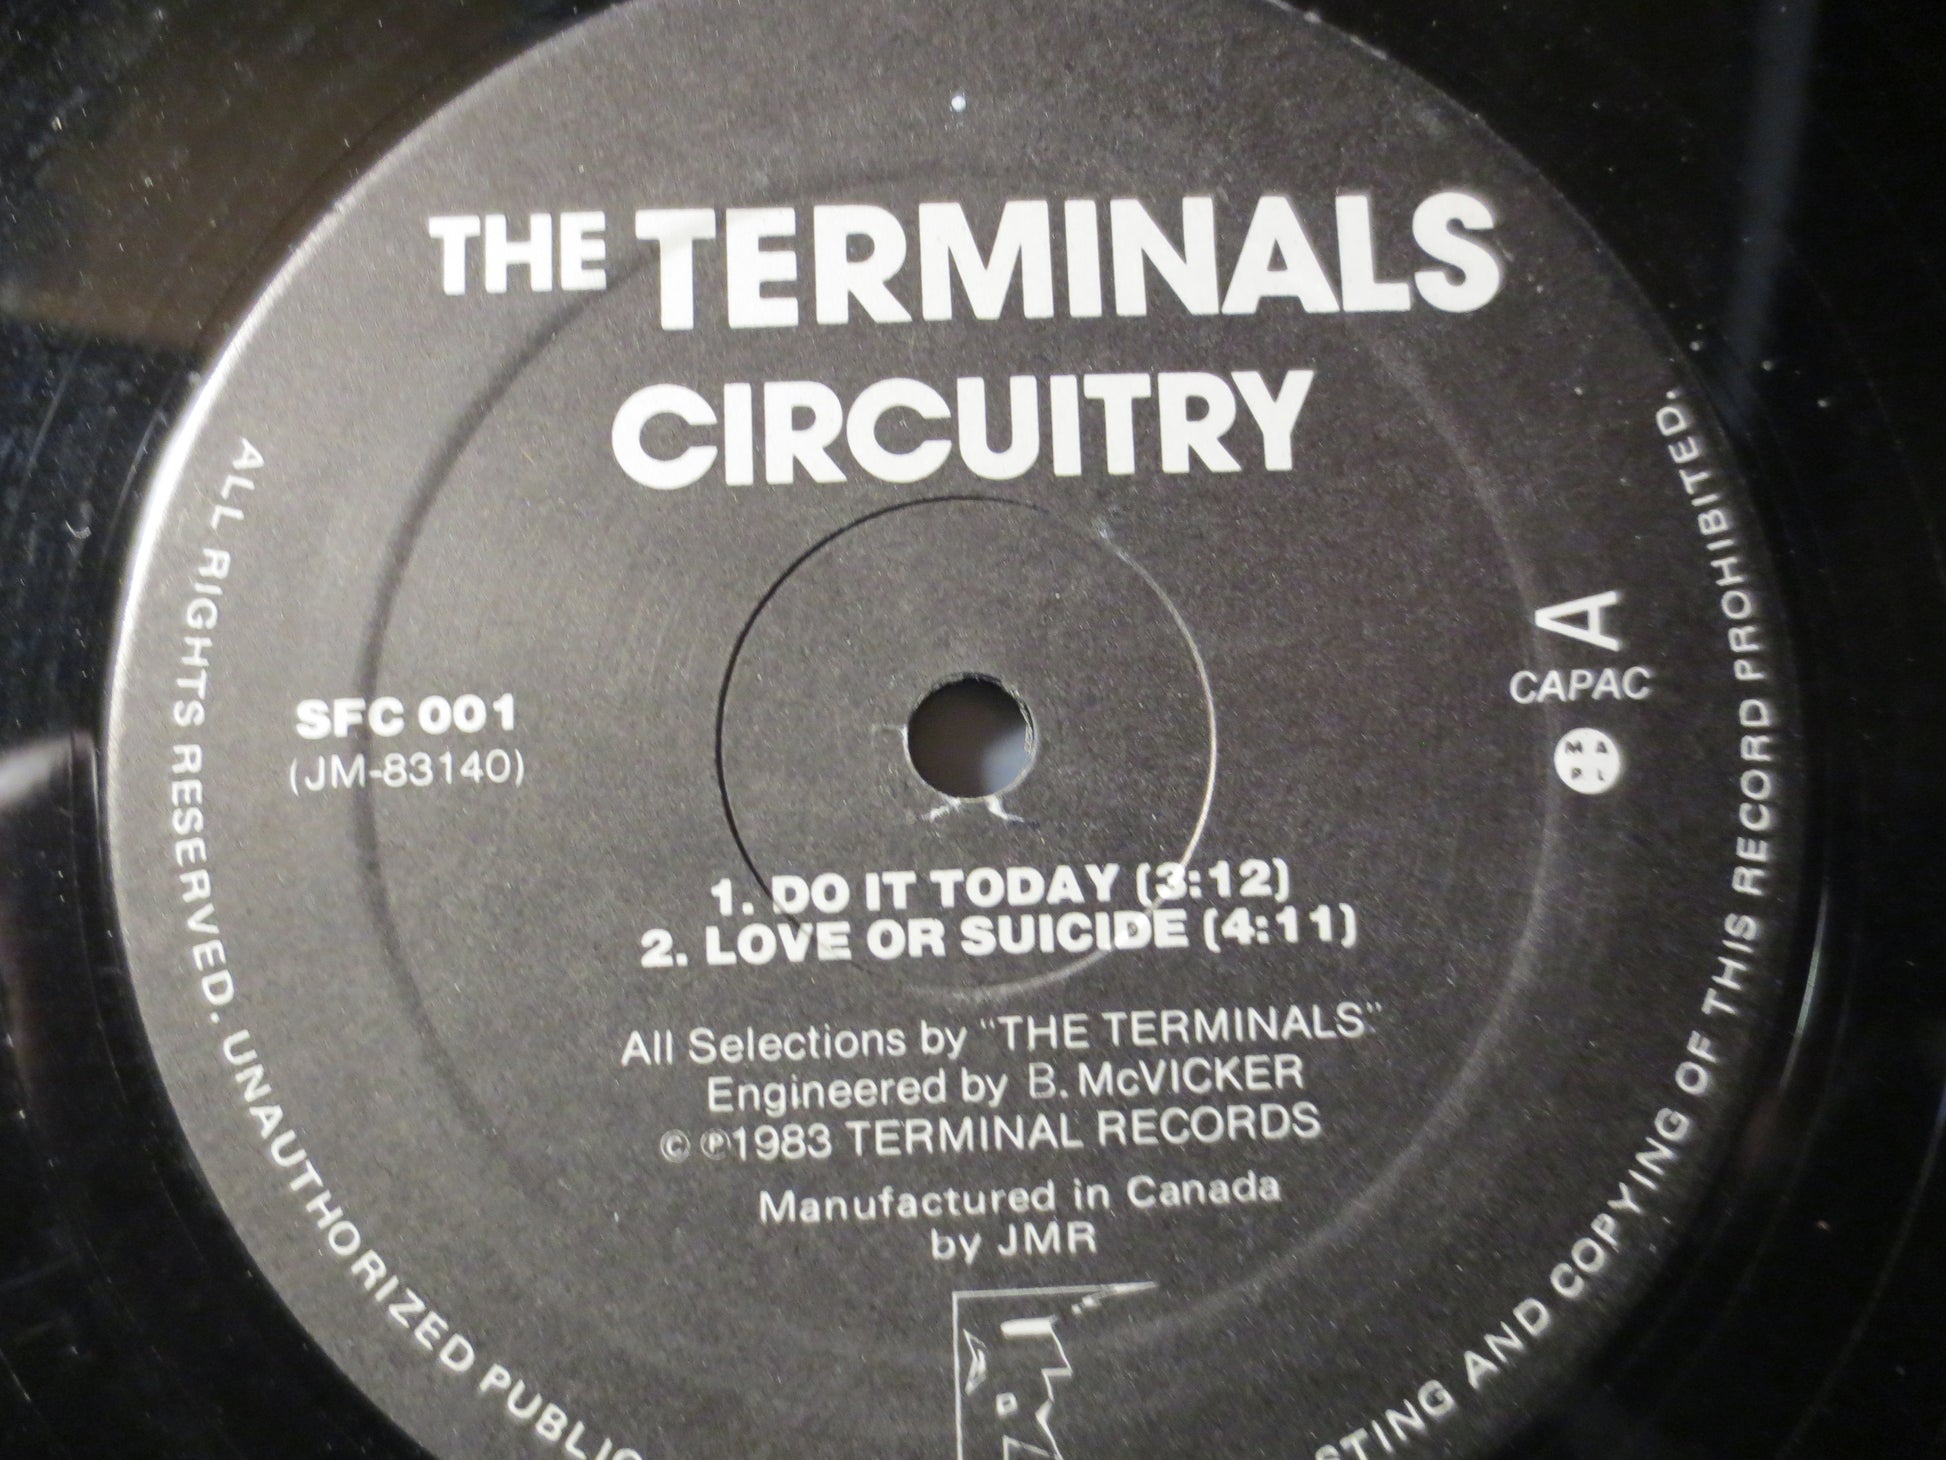 THE TERMINALS
CIRCUITRY
SFC 001
(JM-83140)
A
CAPAC
M A
P L
1. DO IT TODAY (3:12)
2. LOVE OR SUICIDE (4:11)
All Selections by "THE TERMINALS"
Engineered by B. McVICKER
© ℗1983 TERMINAL RECORDS
Manufactured in Canada
by JMR
ALL RIGHTS RESERVED. UNAUTHORIZED PUBLIC
STING AND COPYING OF THIS RECORD PROHIBITED.